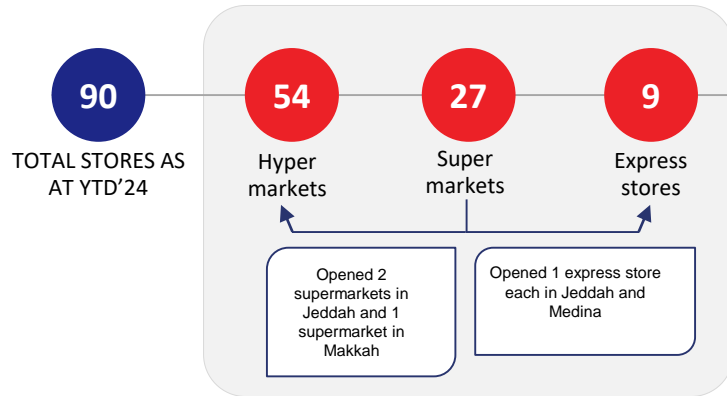 90
TOTAL STORES AS
AT YTD'24
54
Hyper
markets
27
Super
markets
9
Express
stores
Opened 2
supermarkets in
Jeddah and 1
supermarket in
Makkah
Opened 1 express store
each in Jeddah and
Medina